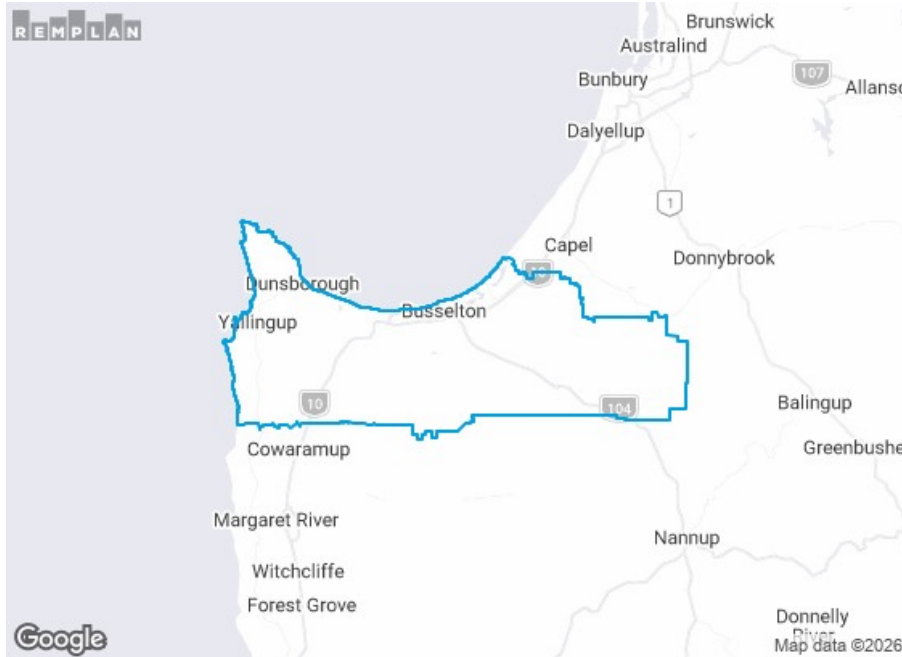 REMPLAN
Brunswick
Australind
107
Bunbury
Allanso
Dalyellup
1
Capel
Donnybrook
Dunsborough
Busselton
Yallingup
10
104
Balingup
Cowaramup
Greenbushe
Margaret River
Nannup
Witchcliffe
Forest Grove
Donnelly
River
Google
Map data ©2026